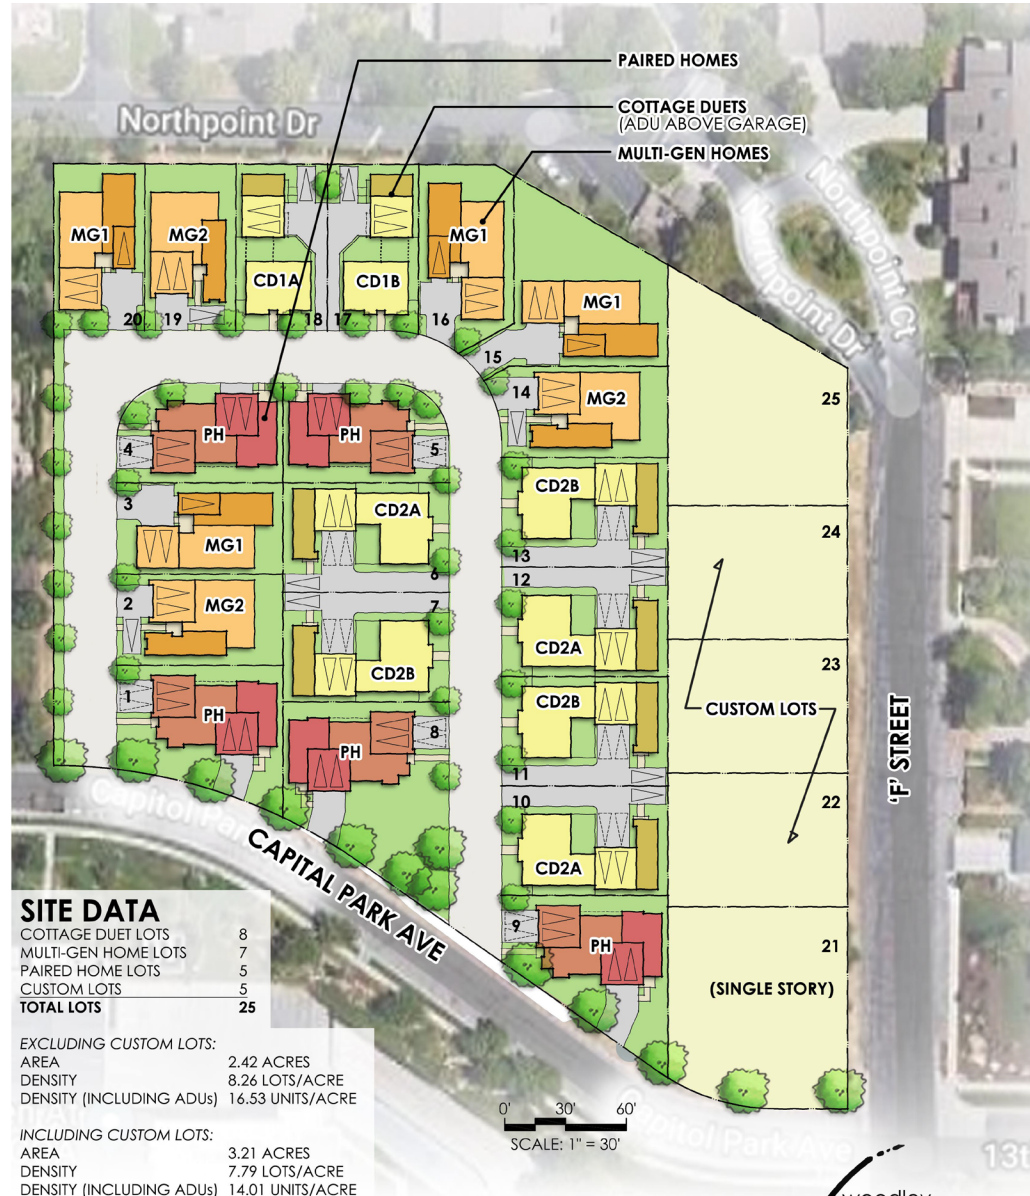 PAIRED HOMES
COTTAGE DUETS
(ADU ABOVE GARAGE)
MULTI-GEN HOMES
Northpoint Dr
Northpoint Ct
Northpoint Dr
MG1
MG2
CD1A
CD1B
MG1
MG1
20
19
18
17
16
15
14
MG2
25
PH
PH
4
5
3
CD2A
CD2B
MG1
24
13
6
12
2
MG2
7
CD2A
23
CD2B
1
PH
CD2B
CUSTOM LOTS
PH
8
'F' STREET
11
10
22
CAPITAL PARK AVE
CD2A
9
PH
21
(SINGLE STORY)
SITE DATA
COTTAGE DUET LOTS 8
MULTI-GEN HOME LOTS 7
PAIRED HOME LOTS 5
CUSTOM LOTS 5
TOTAL LOTS 25
EXCLUDING CUSTOM LOTS:
AREA 2.42 ACRES
DENSITY 8.26 LOTS/ACRE
DENSITY (INCLUDING ADUs) 16.53 UNITS/ACRE
INCLUDING CUSTOM LOTS:
AREA 3.21 ACRES
DENSITY 7.79 LOTS/ACRE
DENSITY (INCLUDING ADUs) 14.01 UNITS/ACRE
0' 30' 60'
SCALE: 1" = 30'
Capitol Park Ave
13t